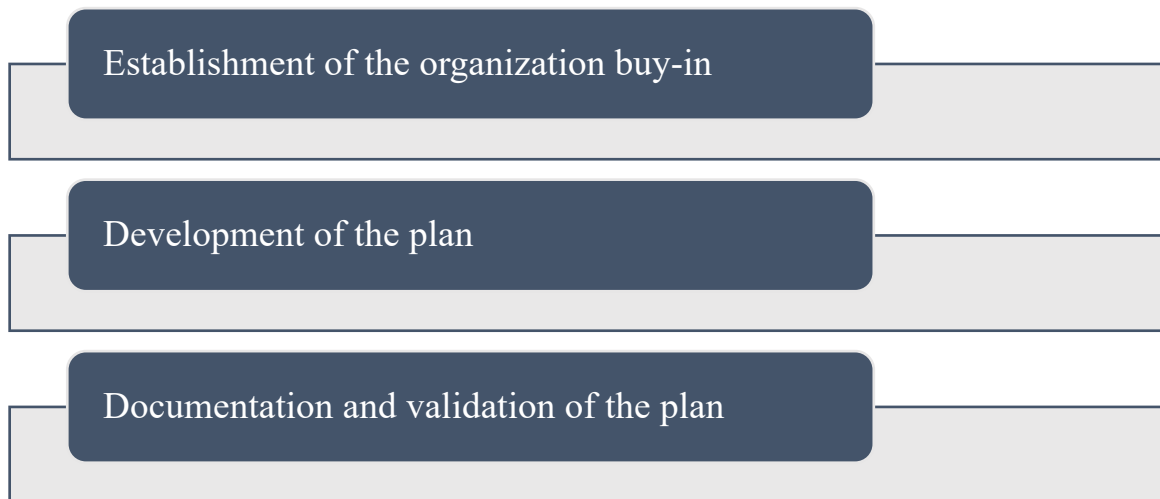 Establishment of the organization buy-in
Development of the plan
Documentation and validation of the plan